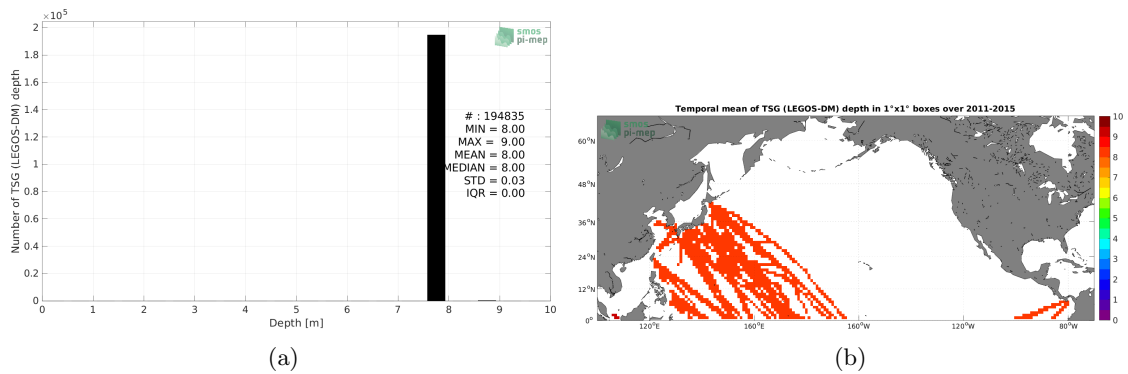 ×10⁵
2
1.8
1.6
1.4
1.2
1
0.8
0.6
0.4
0.2
0
Number of TSG (LEGOS-DM) depth
smos
pi-mep
# : 194835
MIN = 8.00
MAX = 9.00
MEAN = 8.00
MEDIAN = 8.00
STD = 0.03
IQR = 0.00
0 1 2 3 4 5 6 7 8 9 10
Depth [m]
(a)
Temporal mean of TSG (LEGOS-DM) depth in 1°x1° boxes over 2011-2015
smos
pi-mep
60°N
48°N
36°N
24°N
12°N
0°
120°E 160°E 160°W 120°W 80°W
10
9
8
7
6
5
4
3
2
1
0
(b)